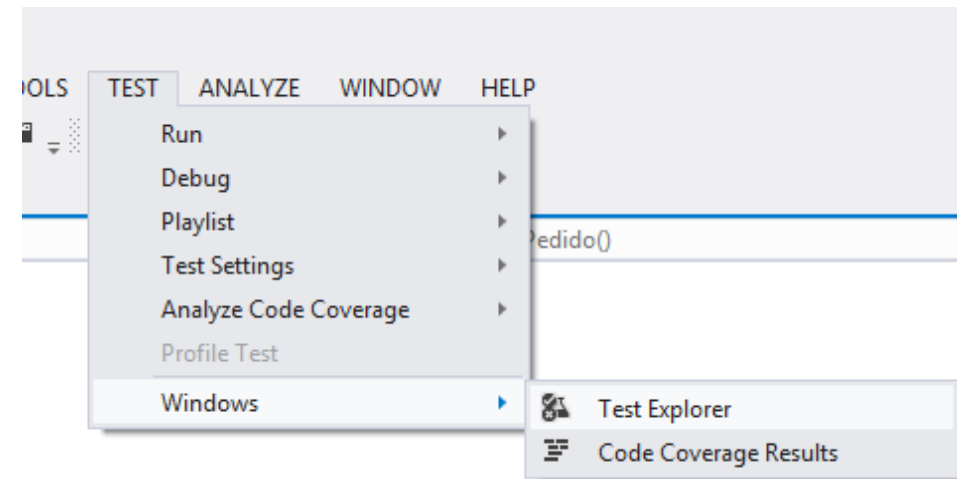 TEST ANALYZE WINDOW HELP
Run
Debug
Playlist
Pedido()
Test Settings
Analyze Code Coverage
Profile Test
Windows
Test Explorer
Code Coverage Results